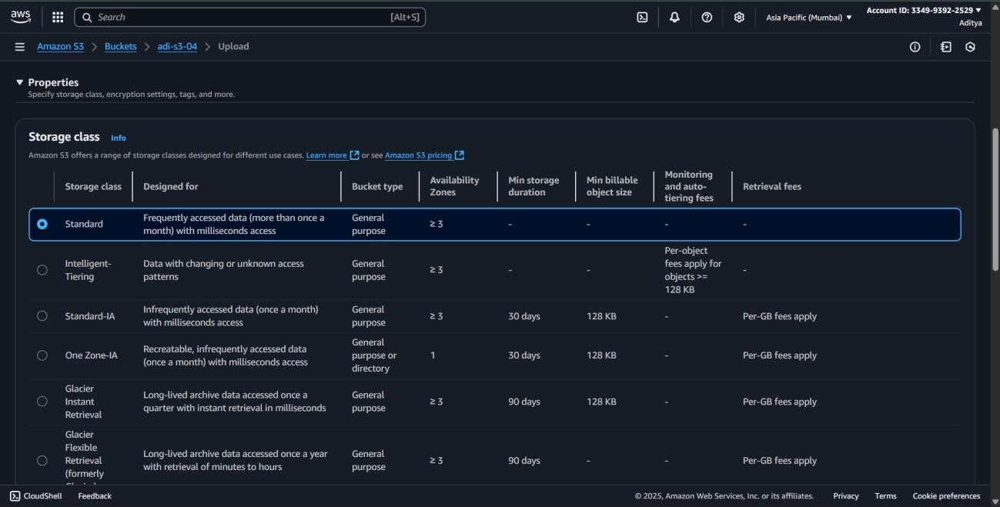 aws
Search [Alt+S]
Asia Pacific (Mumbai) ▼
Account ID: 3349-9392-2529 ▼
Aditya
Amazon S3 > Buckets > adi-s3-04 > Upload
▼ Properties
Specify storage class, encryption settings, tags, and more.
Storage class Info
Amazon S3 offers a range of storage classes designed for different use cases. Learn more or see Amazon S3 pricing
Storage class
Designed for
Bucket type
Availability
Zones
Min storage
duration
Min billable
object size
Monitoring
and auto-
tiering fees
Retrieval fees
Standard
Frequently accessed data (more than once a
month) with milliseconds access
General
purpose
≥ 3
-
-
-
-
Intelligent-
Tiering
Data with changing or unknown access
patterns
General
purpose
≥ 3
-
-
Per-object
fees apply for
objects >=
128 KB
-
Standard-IA
Infrequently accessed data (once a month)
with milliseconds access
General
purpose
≥ 3
30 days
128 KB
-
Per-GB fees apply
One Zone-IA
Recreatable, infrequently accessed data
(once a month) with milliseconds access
General
purpose or
directory
1
30 days
128 KB
-
Per-GB fees apply
Glacier
Instant
Retrieval
Long-lived archive data accessed once a
quarter with instant retrieval in milliseconds
General
purpose
≥ 3
90 days
128 KB
-
Per-GB fees apply
Glacier
Flexible
Retrieval
(formerly
Long-lived archive data accessed once a year
with retrieval of minutes to hours
General
purpose
≥ 3
90 days
-
-
Per-GB fees apply
CloudShell
Feedback
© 2025, Amazon Web Services, Inc. or its affiliates.
Privacy
Terms
Cookie preferences